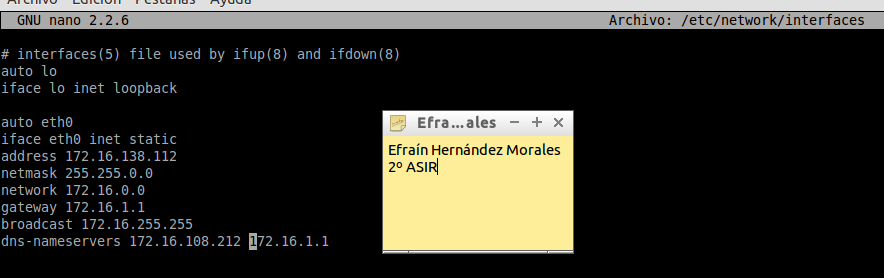 Archivo Edición Pestañas Ayuda
GNU nano 2.2.6 Archivo: /etc/network/interfaces
# interfaces(5) file used by ifup(8) and ifdown(8)
auto lo
iface lo inet loopback
auto eth0
iface eth0 inet static
address 172.16.138.112
netmask 255.255.0.0
network 172.16.0.0
gateway 172.16.1.1
broadcast 172.16.255.255
dns-nameservers 172.16.108.212 172.16.1.1
Efra...ales
Efraín Hernández Morales
2º ASIR